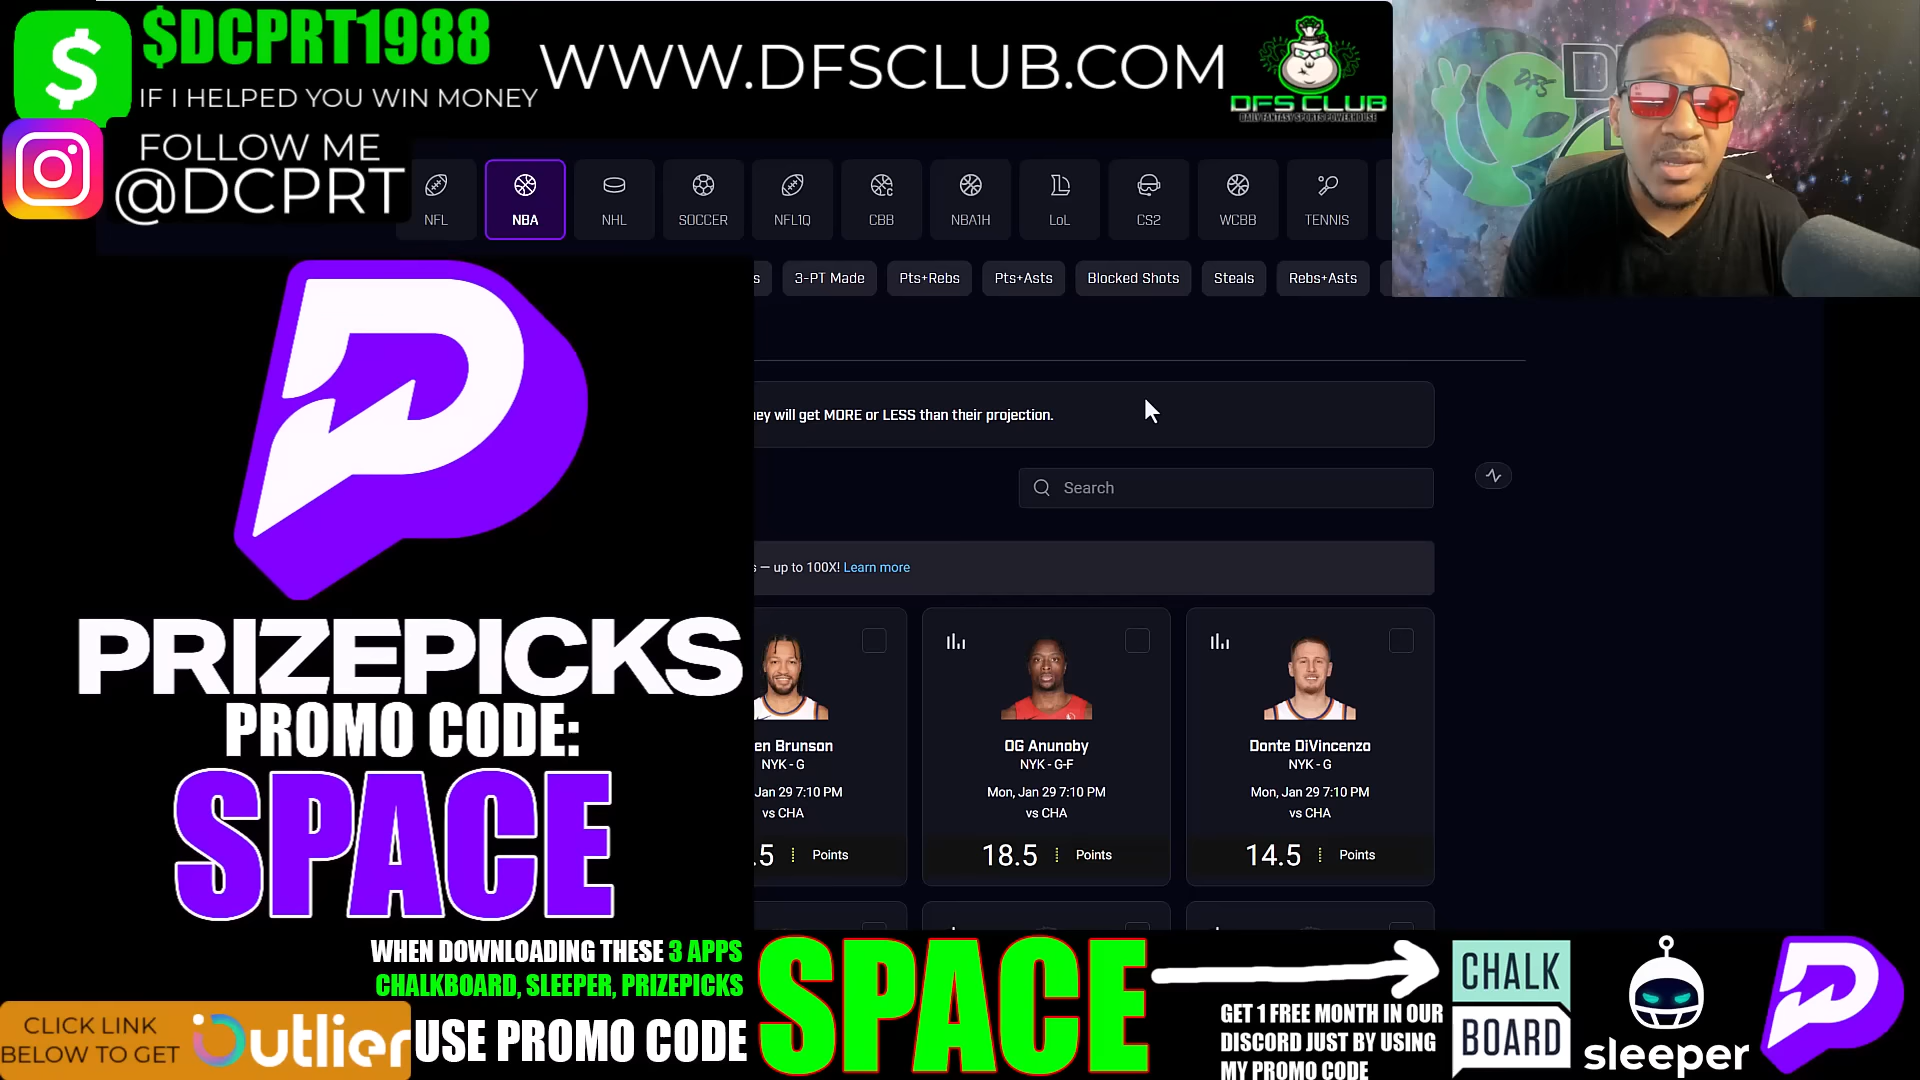 $DCPRT1988
IF I HELPED YOU WIN MONEY
WWW.DFSCLUB.COM
DFS CLUB
DAILY FANTASY SPORTS POWERHOUSE
FOLLOW ME
@DCPRT
NFL
NBA
NHL
SOCCER
NFL1Q
CBB
NBA1H
LoL
CS2
WCBB
TENNIS
s
3-PT Made
Pts+Rebs
Pts+Asts
Blocked Shots
Steals
Rebs+Asts
ey will get MORE or LESS than their projection.
Search
s — up to 100X! Learn more
en Brunson
NYK - G
Jan 29 7:10 PM
vs CHA
.5 Points
OG Anunoby
NYK - G-F
Mon, Jan 29 7:10 PM
vs CHA
18.5 Points
Donte DiVincenzo
NYK - G
Mon, Jan 29 7:10 PM
vs CHA
14.5 Points
PRIZEPICKS
PROMO CODE:
SPACE
WHEN DOWNLOADING THESE 3 APPS
CHALKBOARD, SLEEPER, PRIZEPICKS
USE PROMO CODE
SPACE
CLICK LINK
BELOW TO GET
Outlier
GET 1 FREE MONTH IN OUR
DISCORD JUST BY USING
MY PROMO CODE
CHALK
BOARD
sleeper